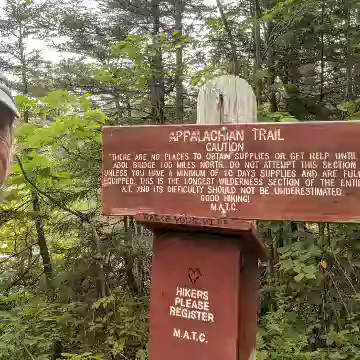 APPALACHIAN TRAIL
CAUTION
"THERE ARE NO PLACES TO OBTAIN SUPPLIES OR GET HELP UNTIL
ABOL BRIDGE 100 MILES NORTH. DO NOT ATTEMPT THIS SECTION
UNLESS YOU HAVE A MINIMUM OF 10 DAYS SUPPLIES AND ARE FULL
EQUIPPED. THIS IS THE LONGEST WILDERNESS SECTION OF THE ENTI
A.T. AND ITS DIFFICULTY SHOULD NOT BE UNDERESTIMATED.
GOOD HIKING!
M.A.T.C.
HIKERS
PLEASE
REGISTER
M.A.T.C.